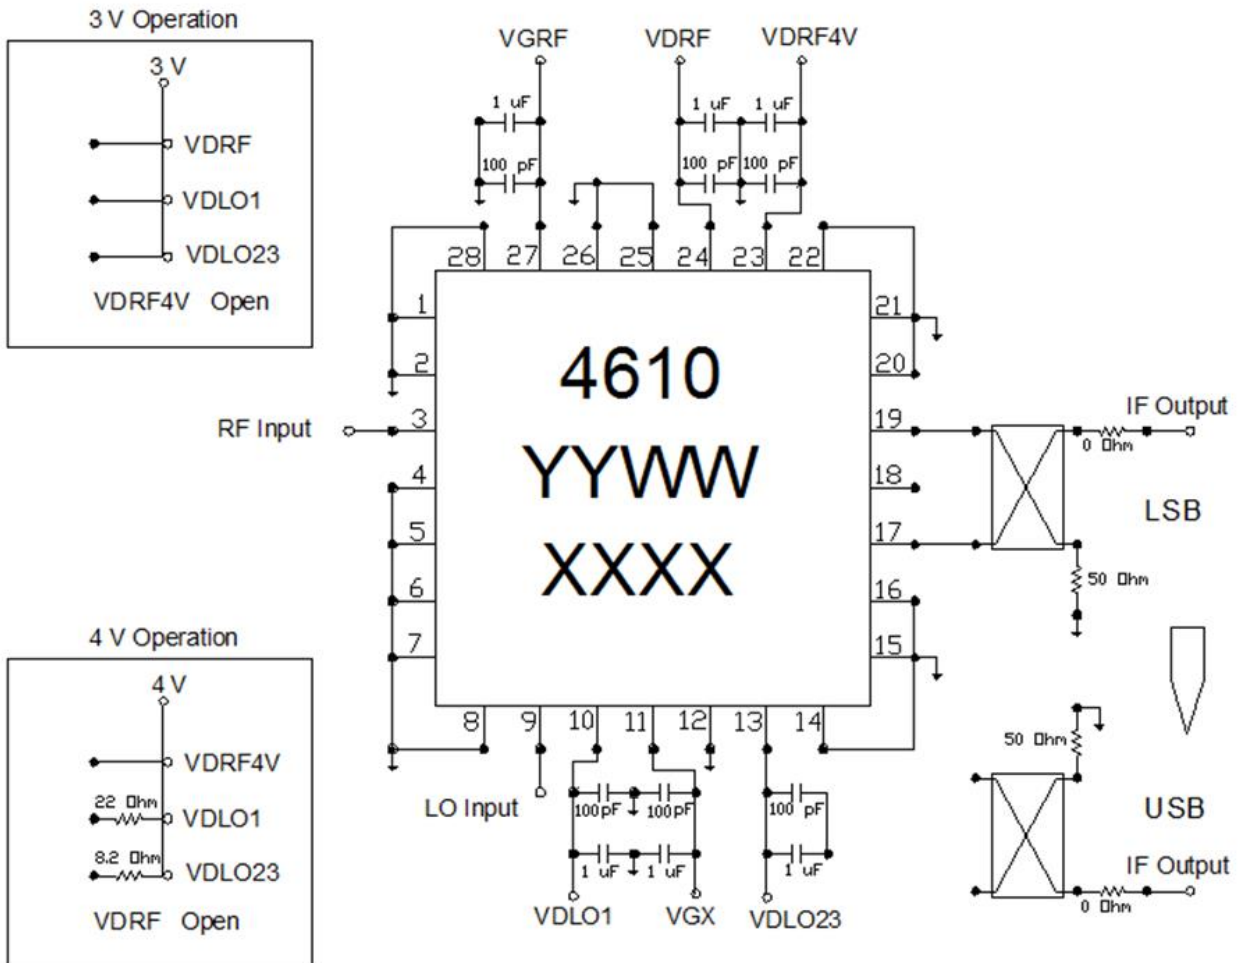 3 V Operation
3 V
VDRF
VDLO1
VDLO23
VDRF4V Open
VGRF VDRF VDRF4V
1 uF 1 uF 1 uF
100 pF 100 pF 100 pF
28 27 26 25 24 23 22
1 21
2 20
3 19
4 18
5 17
6 16
7 15
8 9 10 11 12 13 14
4610
YYWW
XXXX
RF Input
IF Output
0 Ohm
LSB
50 Ohm
4 V Operation
4 V
VDRF4V
22 Ohm
VDLO1
8.2 Ohm
VDLO23
VDRF Open
LO Input
100pF 100pF 100 pF
1 uF 1 uF 1 uF
VDLO1 VGX VDLO23
50 Ohm
USB
IF Output
0 Ohm